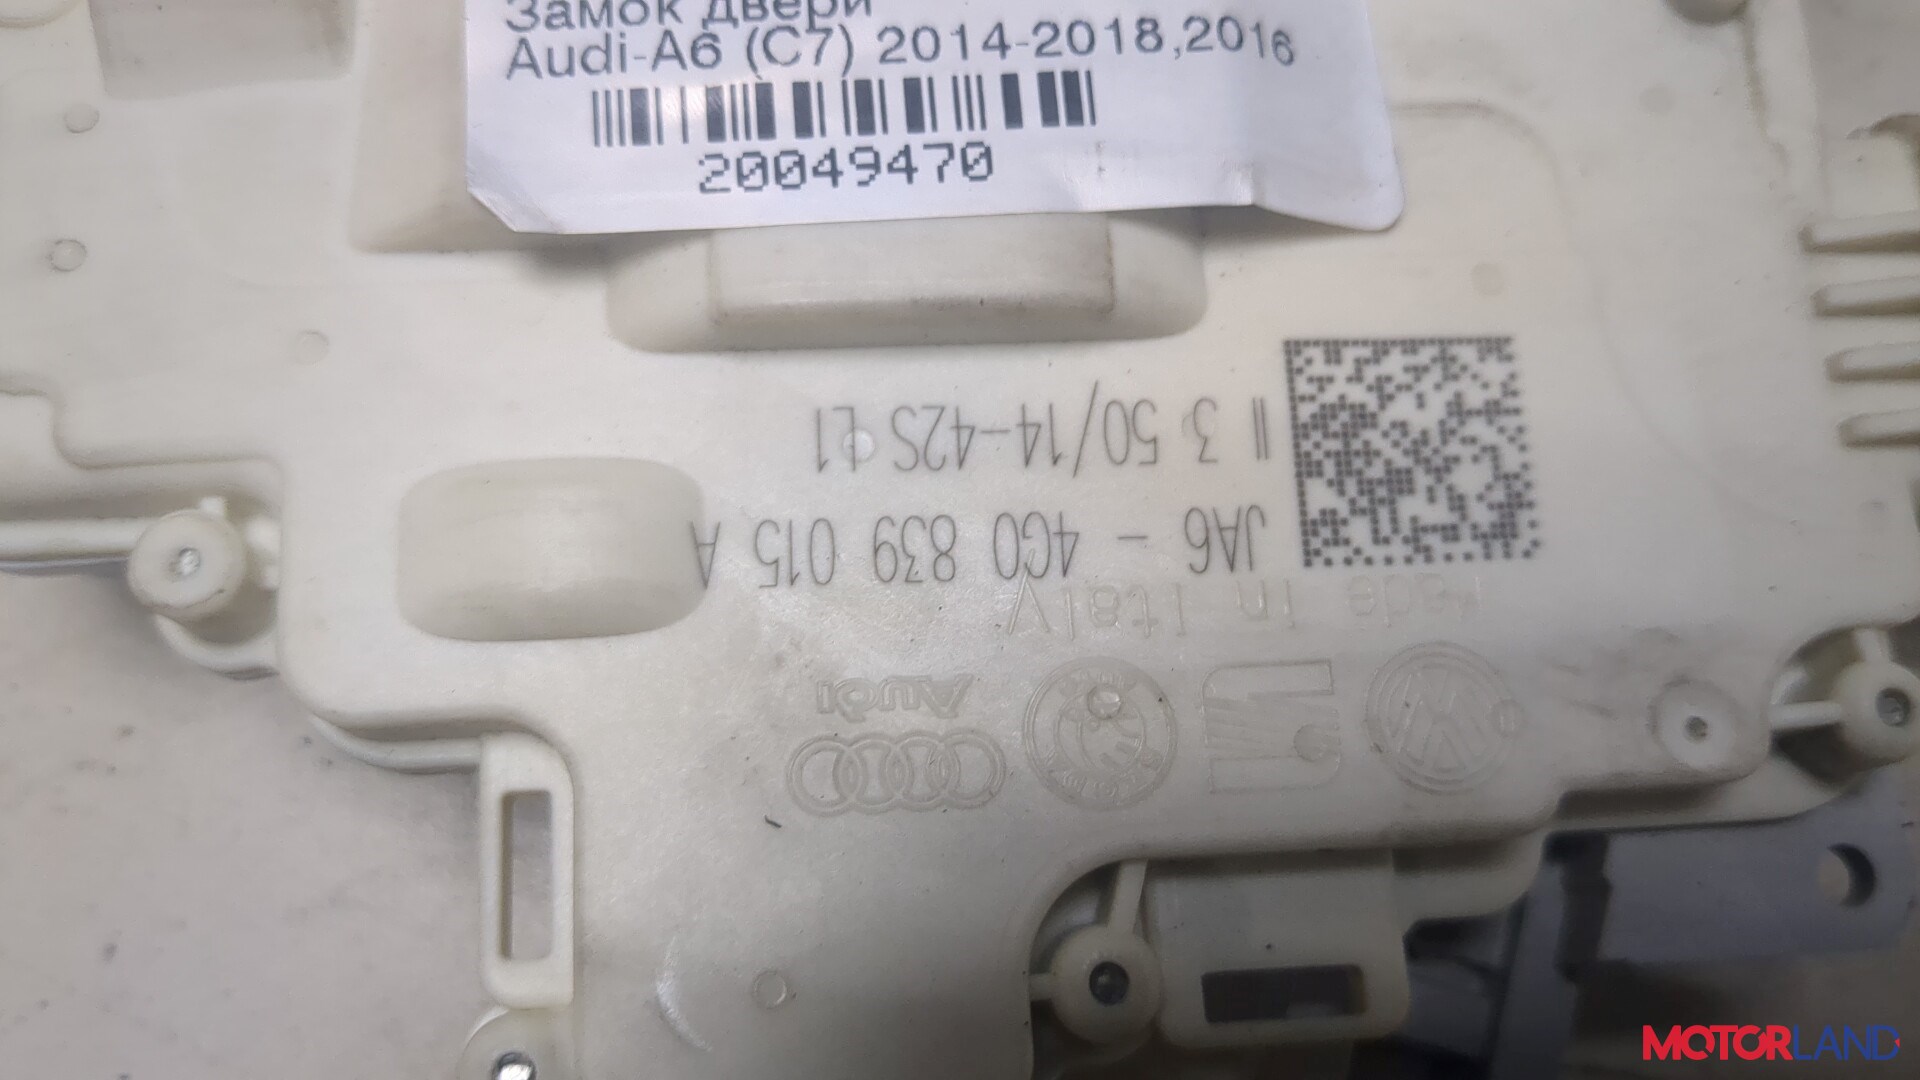 Замок двери
Audi-A6 (C7) 2014-2018,2016
20049470
JA6 - 4G0 839 015 A
3 50/14-42S L1
Made in Italy
Audi
MOTORLAND